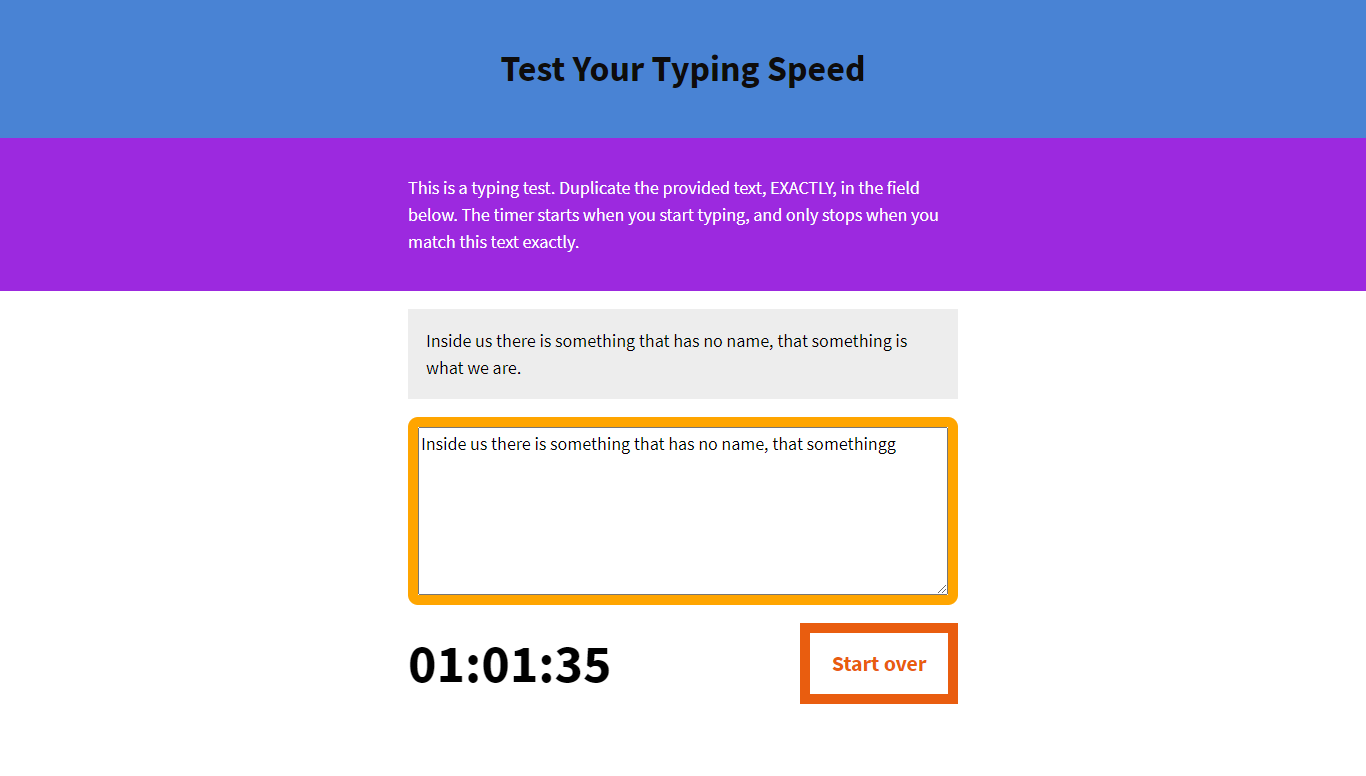 Test Your Typing Speed
This is a typing test. Duplicate the provided text, EXACTLY, in the field
below. The timer starts when you start typing, and only stops when you
match this text exactly.
Inside us there is something that has no name, that something is
what we are.
Inside us there is something that has no name, that somethingg
01:01:35
Start over